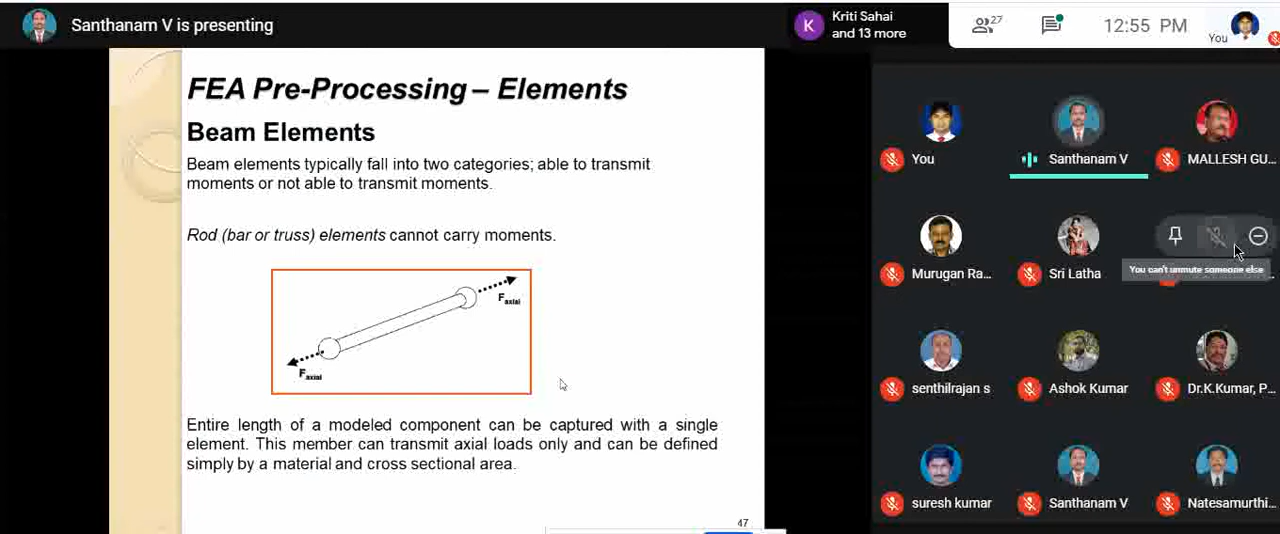 Santhanam V is presenting
K
Kriti Sahai
and 13 more
27
12:55 PM
You
FEA Pre-Processing – Elements
Beam Elements
Beam elements typically fall into two categories; able to transmit
moments or not able to transmit moments.
Rod (bar or truss) elements cannot carry moments.
Faxial
Faxial
Entire length of a modeled component can be captured with a single
element. This member can transmit axial loads only and can be defined
simply by a material and cross sectional area.
47
You
Santhanam V
MALLESH GU...
Murugan Ra...
Sri Latha
You can't unmute someone else
senthilrajan s
Ashok Kumar
Dr.K.Kumar, P...
suresh kumar
Santhanam V
Natesamurthi...